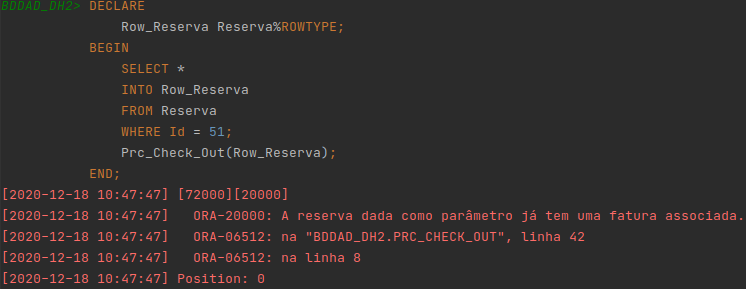 BDDAD_DH2> DECLARE
Row_Reserva Reserva%ROWTYPE;
BEGIN
SELECT *
INTO Row_Reserva
FROM Reserva
WHERE Id = 51;
Prc_Check_Out(Row_Reserva);
END;
[2020-12-18 10:47:47] [72000][20000]
[2020-12-18 10:47:47] ORA-20000: A reserva dada como parâmetro já tem uma fatura associada.
[2020-12-18 10:47:47] ORA-06512: na "BDDAD_DH2.PRC_CHECK_OUT", linha 42
[2020-12-18 10:47:47] ORA-06512: na linha 8
[2020-12-18 10:47:47] Position: 0